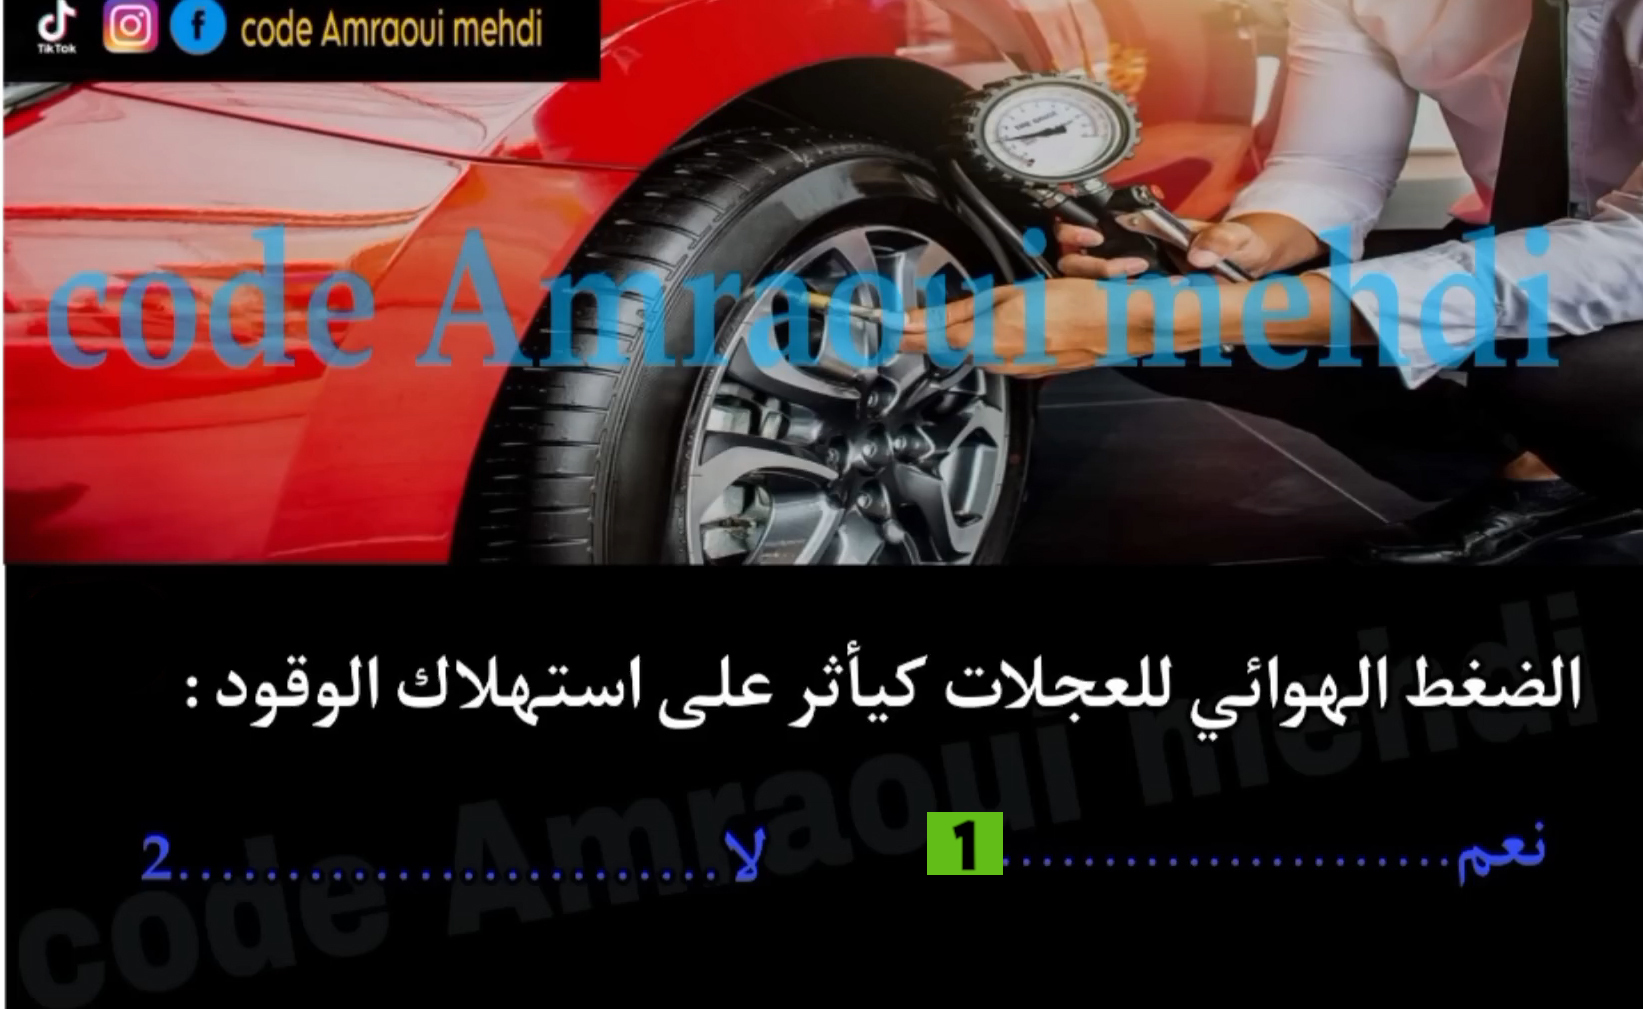 TikTok code Amraoui mehdi
code Amraoui mehdi
الضغط الهوائي للعجلات كيأثر على استهلاك الوقود :
نعم......................1 لا..........................2
code Amraoui mehdi